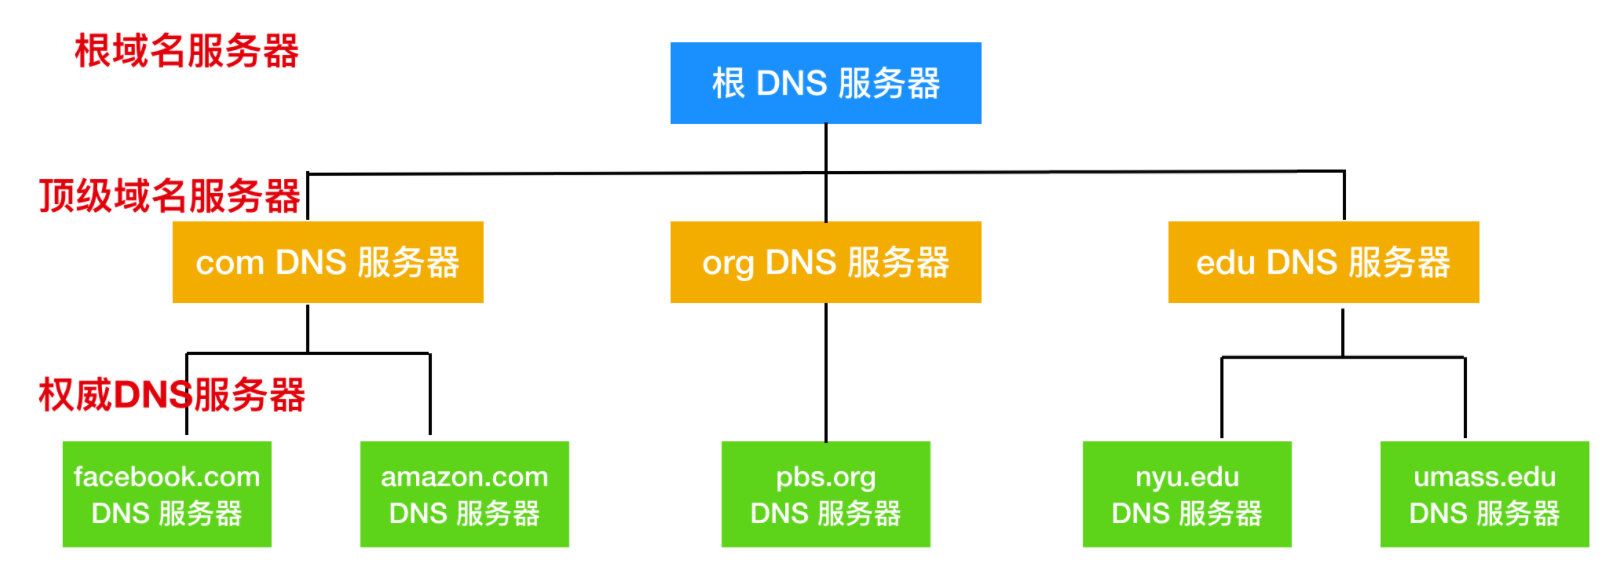 根域名服务器
根 DNS 服务器
顶级域名服务器
com DNS 服务器
org DNS 服务器
edu DNS 服务器
权威DNS服务器
facebook.com
DNS 服务器
amazon.com
DNS 服务器
pbs.org
DNS 服务器
nyu.edu
DNS 服务器
umass.edu
DNS 服务器